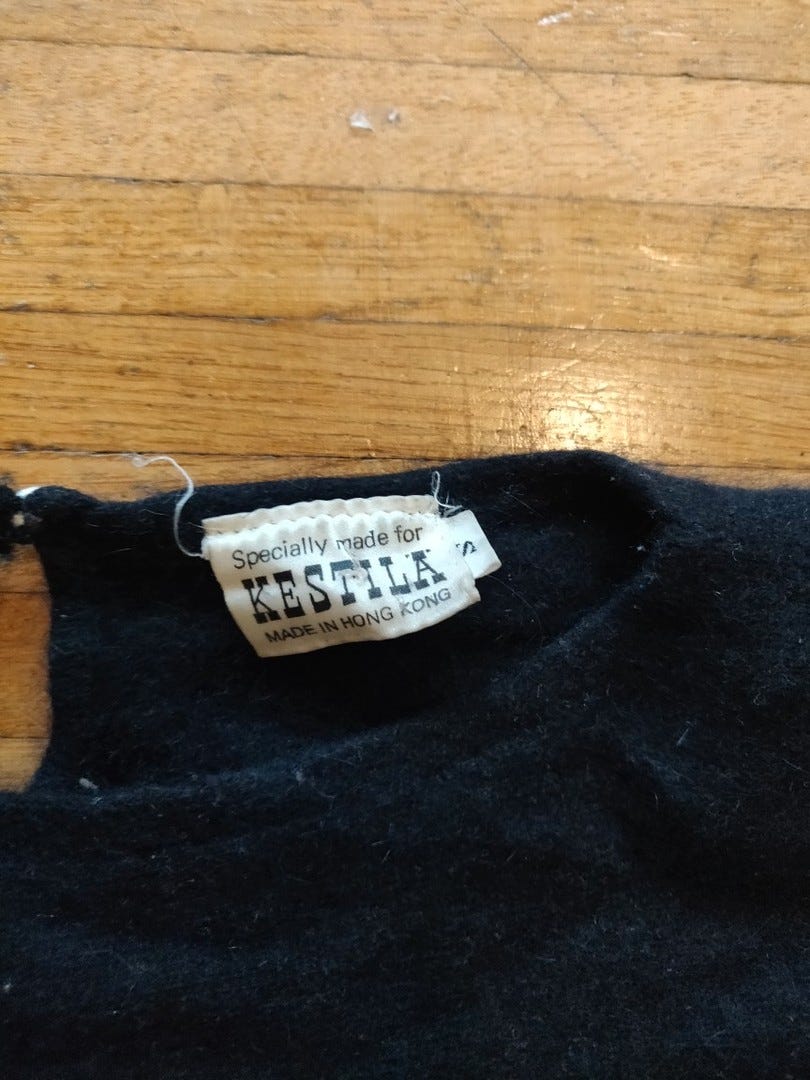 Specially made for
KESTILA
MADE IN HONG KONG
S